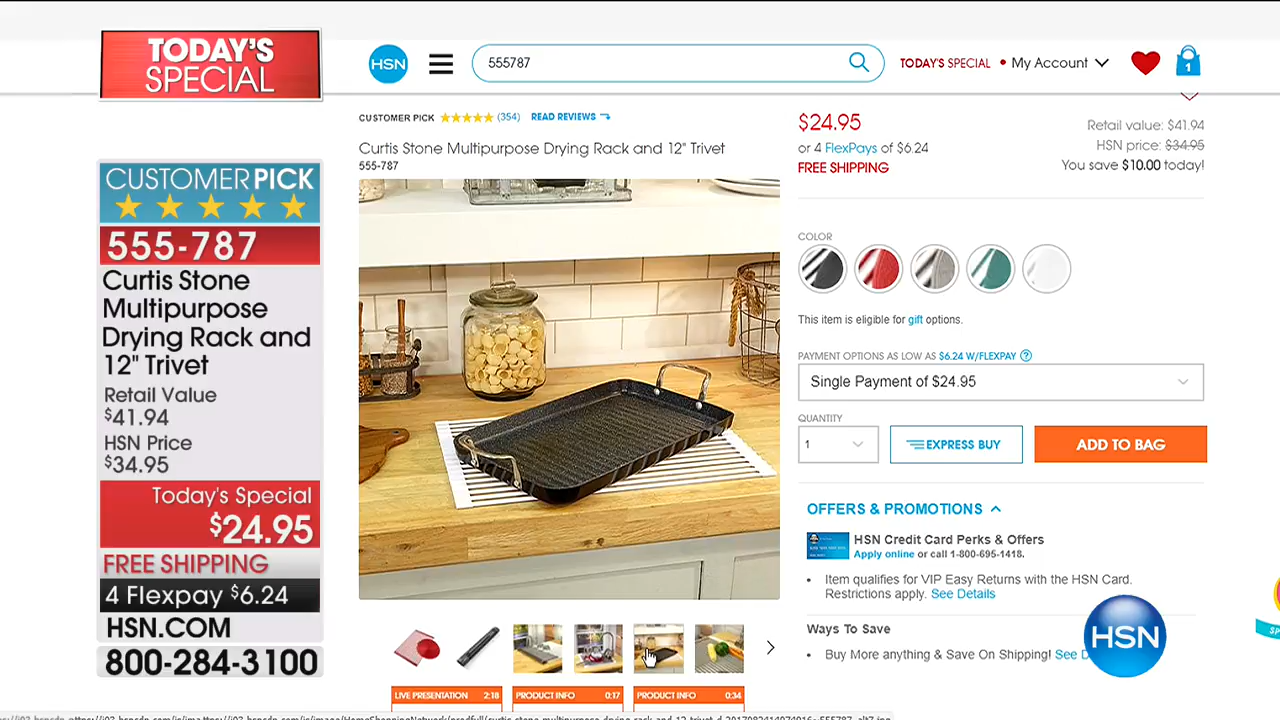 TODAY'S
SPECIAL
CUSTOMER PICK
555-787
Curtis Stone
Multipurpose
Drying Rack and
12" Trivet
Retail Value
$41.94
HSN Price
$34.95
Today's Special
$24.95
FREE SHIPPING
4 Flexpay $6.24
HSN.COM
800-284-3100
HSN
555787
TODAY'S SPECIAL
My Account
1
CUSTOMER PICK (354) READ REVIEWS
Curtis Stone Multipurpose Drying Rack and 12" Trivet
555-787
LIVE PRESENTATION 2:18
PRODUCT INFO 0:17
PRODUCT INFO 0:34
$24.95
or 4 FlexPays of $6.24
FREE SHIPPING
Retail value: $41.94
HSN price: $34.95
You save $10.00 today!
COLOR
This item is eligible for gift options.
PAYMENT OPTIONS AS LOW AS $6.24 W/FLEXPAY ?
Single Payment of $24.95
QUANTITY
1
EXPRESS BUY
ADD TO BAG
OFFERS & PROMOTIONS
HSN Credit Card Perks & Offers
Apply online or call 1-800-695-1418.
• Item qualifies for VIP Easy Returns with the HSN Card.
Restrictions apply. See Details
Ways To Save
• Buy More anything & Save On Shipping! See D
HSN